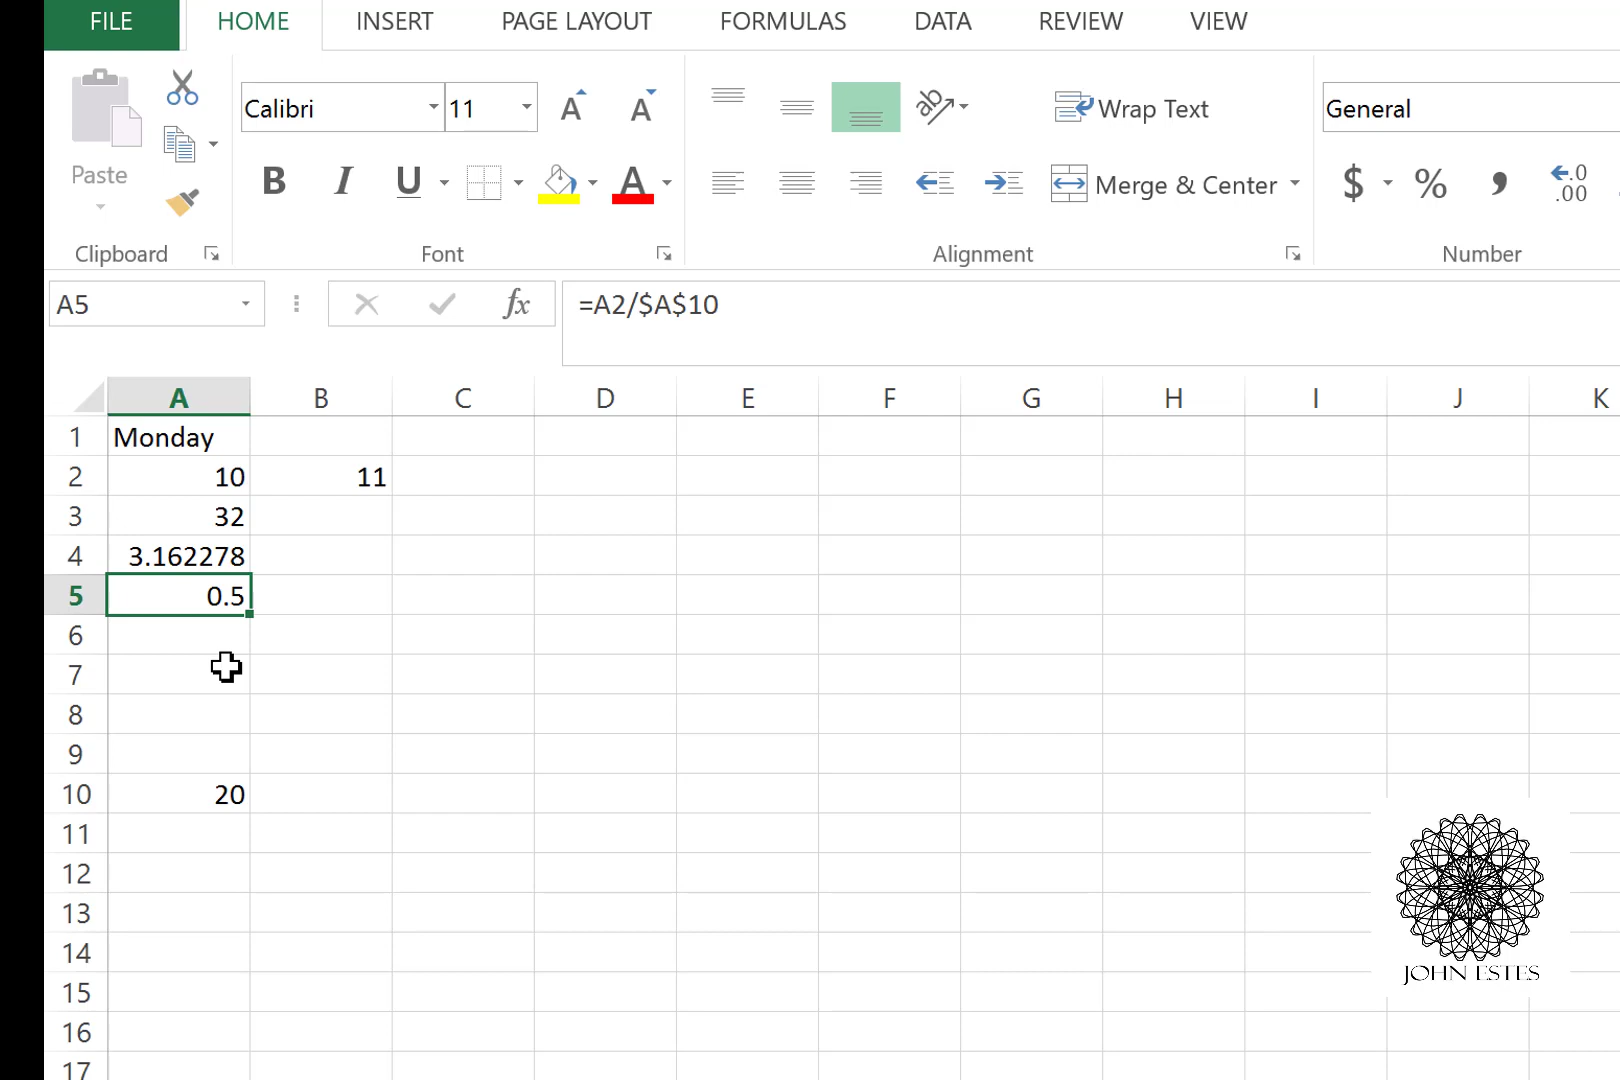 FILE HOME INSERT PAGE LAYOUT FORMULAS DATA REVIEW VIEW
Calibri 11 A A ab Wrap Text General
Paste B I U A Merge & Center $ % , .0 .00
Clipboard Font Alignment Number
A5 fx =A2/$A$10
A B C D E F G H I J K
1 Monday
2 10 11
3 32
4 3.162278
5 0.5
6
7
8
9
10 20
11
12
13
14
15
16
17
JOHN ESTES